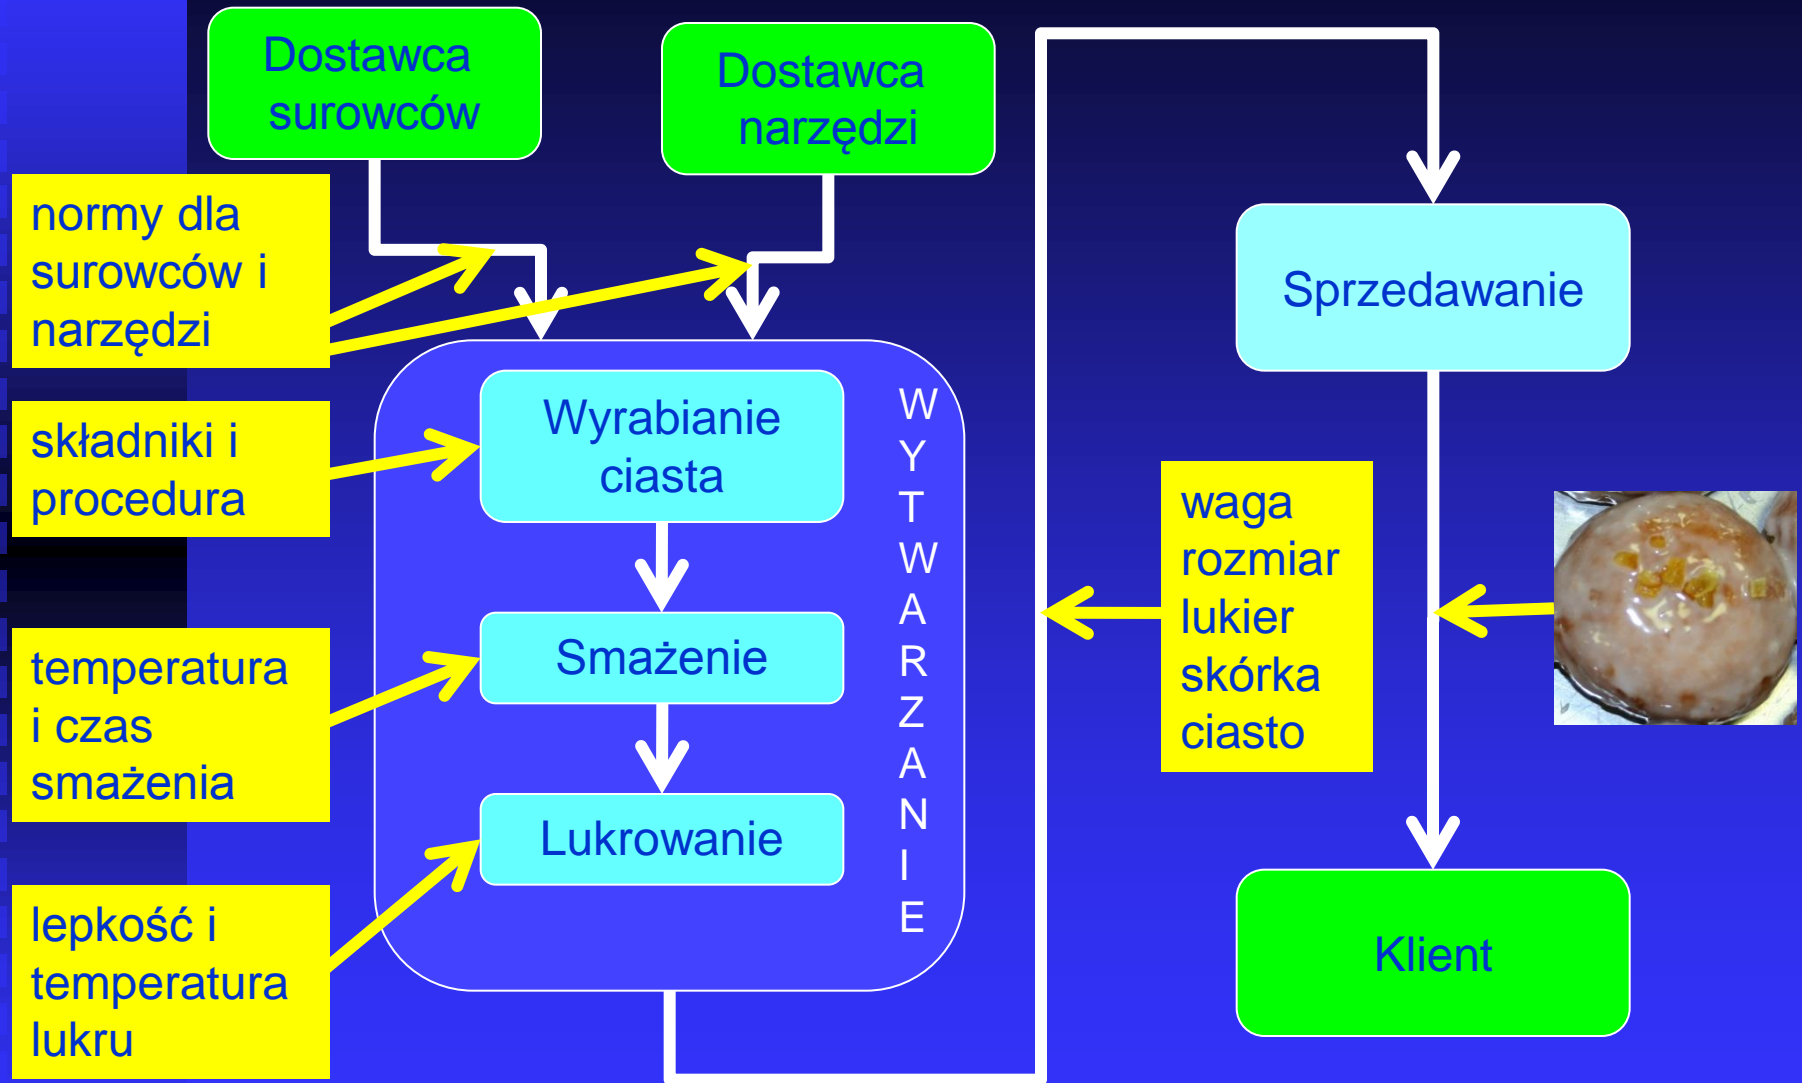 Dostawca
surowców
Dostawca
narzędzi
normy dla
surowców i
narzędzi
składniki i
procedura
temperatura
i czas
smażenia
lepkość i
temperatura
lukru
Wyrabianie
ciasta
Smażenie
Lukrowanie
W
Y
T
W
A
R
Z
A
N
I
E
Sprzedawanie
waga
rozmiar
lukier
skórka
ciasto
Klient